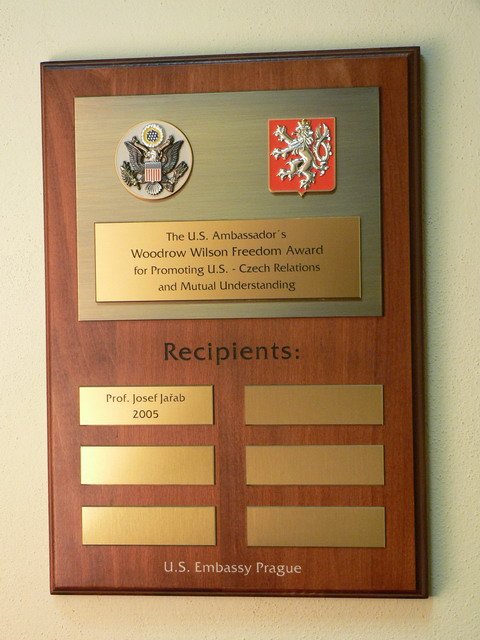 The U.S. Ambassador´s
Woodrow Wilson Freedom Award
for Promoting U.S. - Czech Relations
and Mutual Understanding
Recipients:
Prof. Josef Jařab
2005
U.S. Embassy Prague